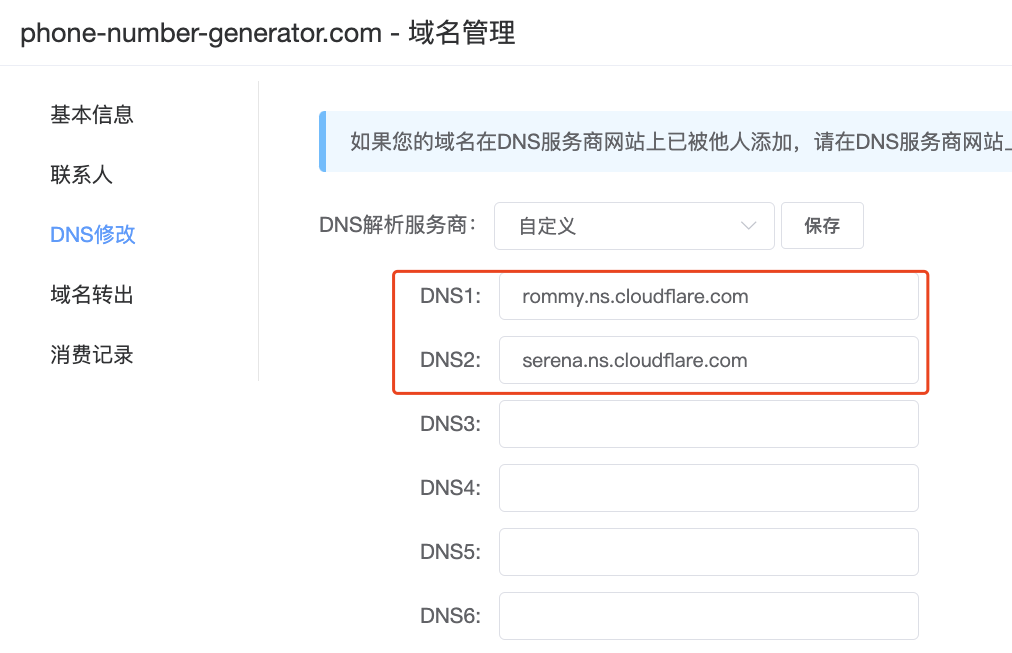 phone-number-generator.com - 域名管理
基本信息
联系人
DNS修改
域名转出
消费记录
如果您的域名在DNS服务商网站上已被他人添加，请在DNS服务商网站上
DNS解析服务商： 自定义 保存
DNS1: rommy.ns.cloudflare.com
DNS2: serena.ns.cloudflare.com
DNS3:
DNS4:
DNS5:
DNS6: